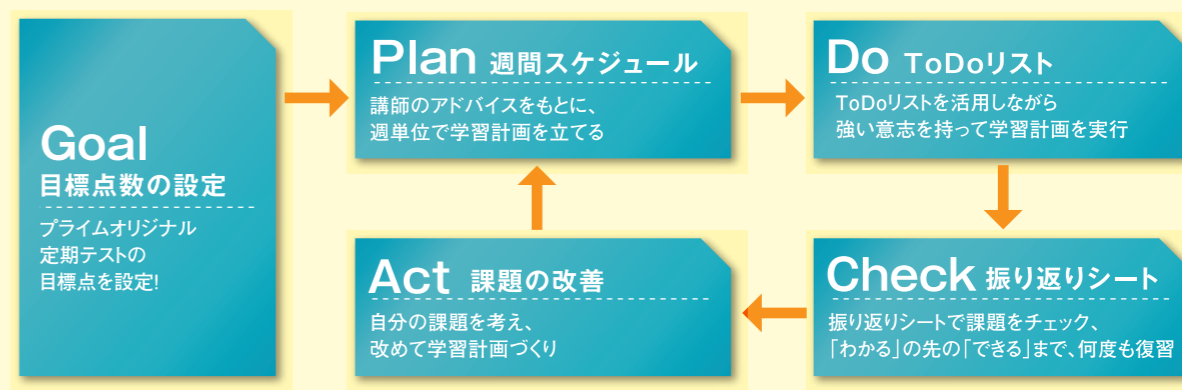 Goal
目標点数の設定
プライムオリジナル
定期テストの
目標点を設定!
Plan 週間スケジュール
講師のアドバイスをもとに、
週単位で学習計画を立てる
Do ToDoリスト
ToDoリストを活用しながら
強い意志を持って学習計画を実行
Check 振り返りシート
振り返りシートで課題をチェック、
「わかる」の先の「できる」まで、何度も復習
Act 課題の改善
自分の課題を考え、
改めて学習計画づくり